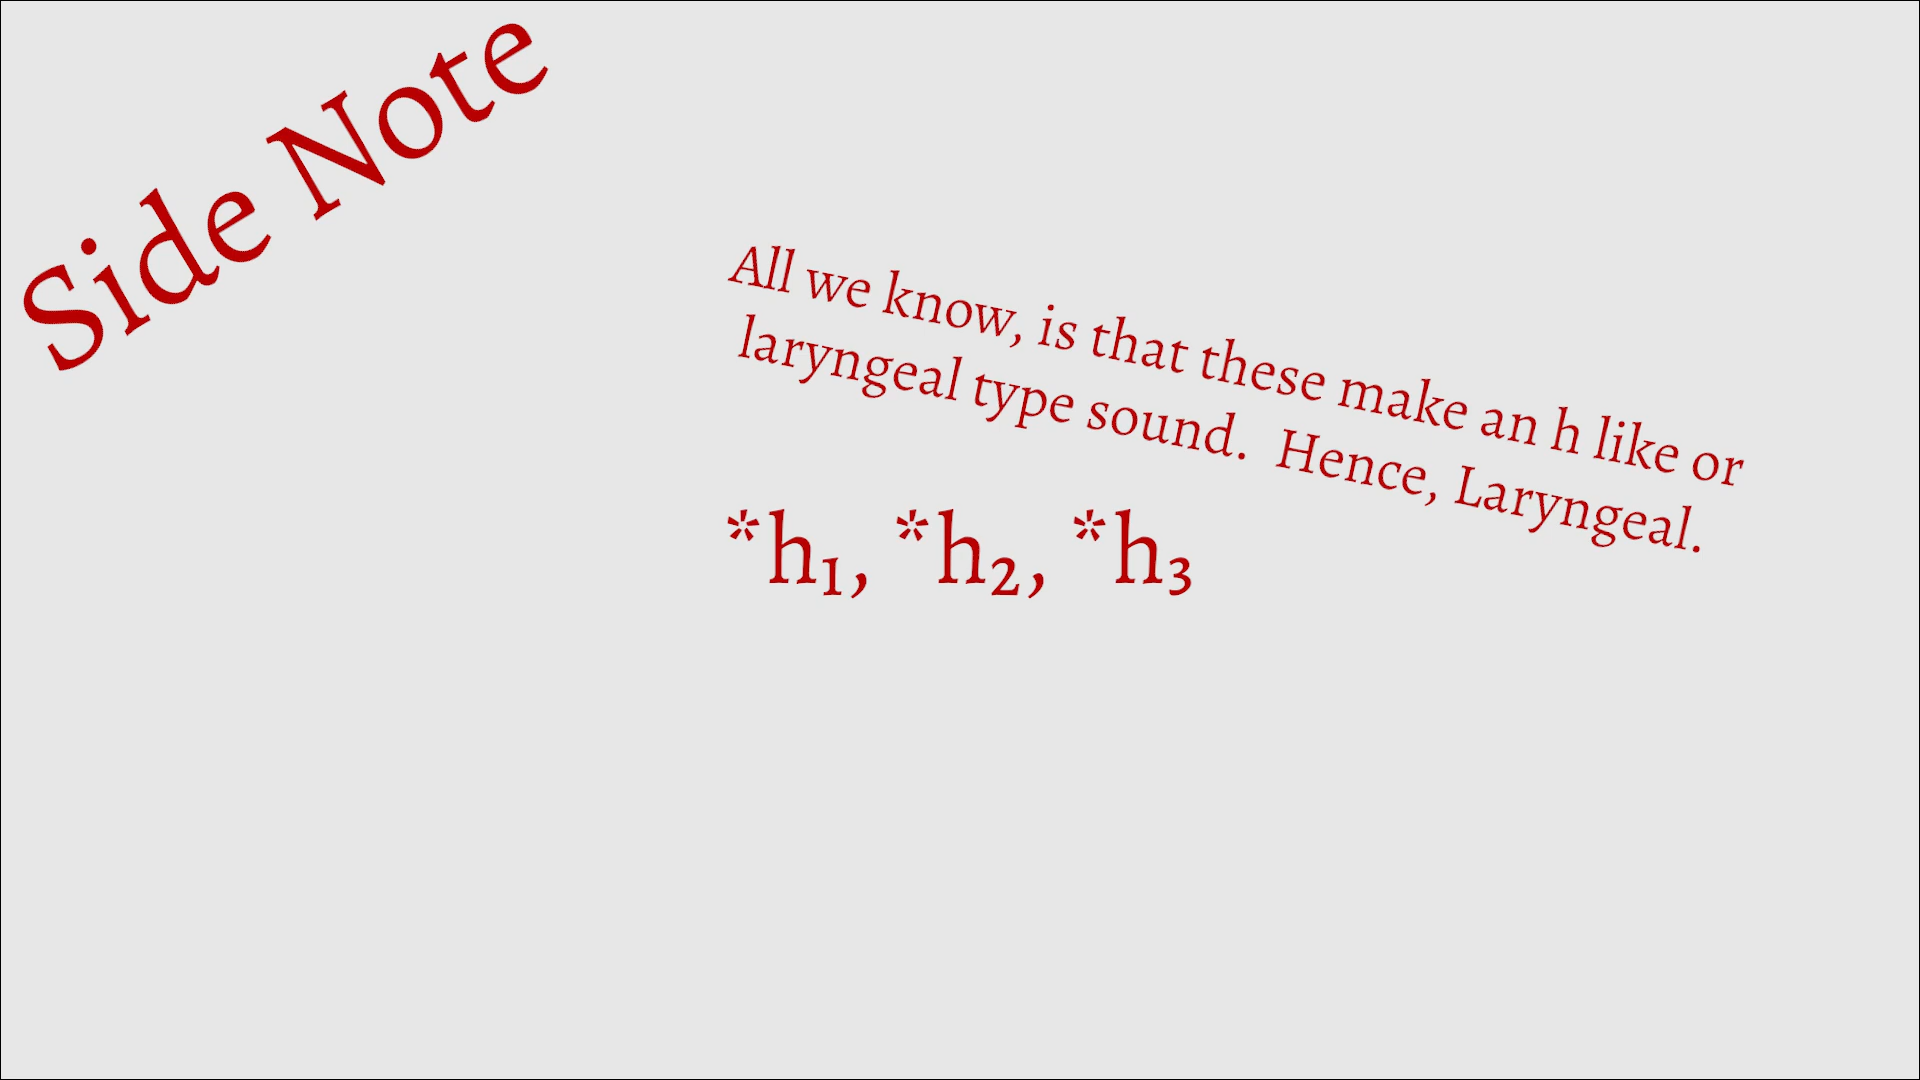 Side Note
All we know, is that these make an h like or
laryngeal type sound.  Hence, Laryngeal.
*h₁, *h₂, *h₃